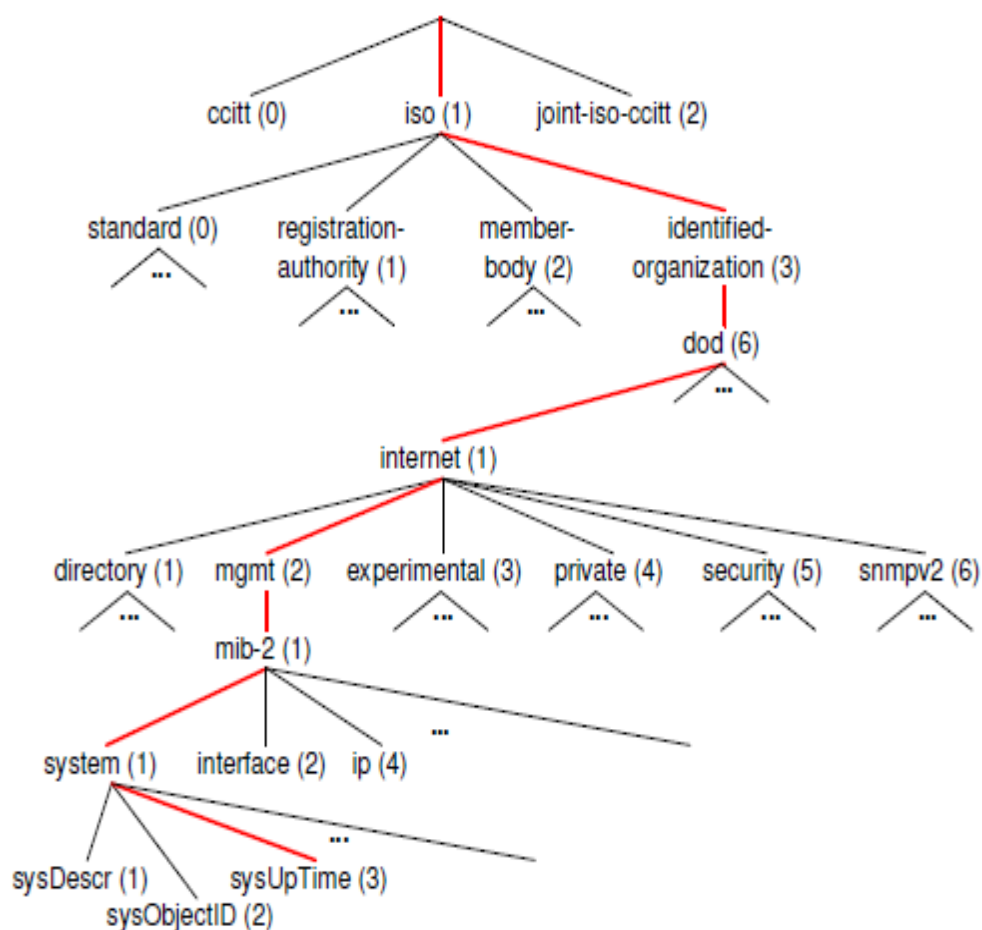 ccitt (0) iso (1) joint-iso-ccitt (2)
standard (0) registration- member- identified-
authority (1) body (2) organization (3)
...
... ...
dod (6)
...
internet (1)
directory (1) mgmt (2) experimental (3) private (4) security (5) snmpv2 (6)
... ... ... ... ...
mib-2 (1)
...
system (1) interface (2) ip (4)
...
sysDescr (1) sysUpTime (3)
sysObjectID (2)